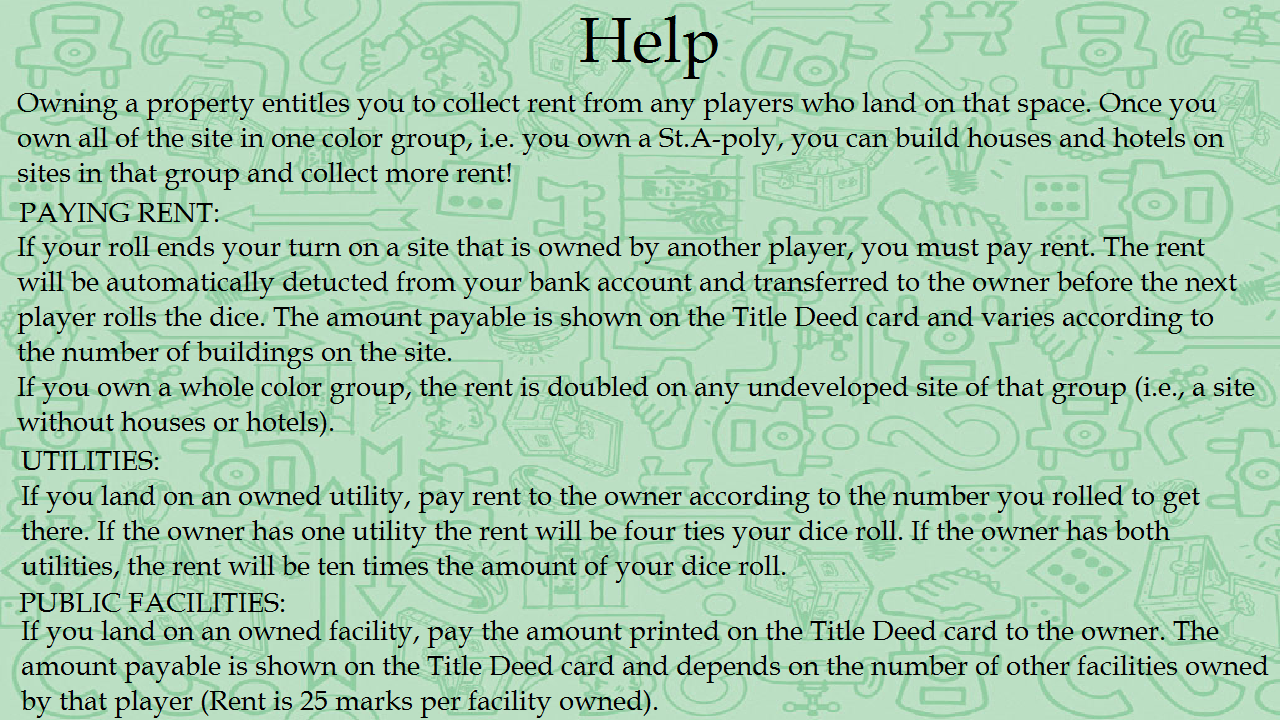 Help
Owning a property entitles you to collect rent from any players who land on that space. Once you
own all of the site in one color group, i.e. you own a St.A-poly, you can build houses and hotels on
sites in that group and collect more rent!
PAYING RENT:
If your roll ends your turn on a site that is owned by another player, you must pay rent. The rent
will be automatically detucted from your bank account and transferred to the owner before the next
player rolls the dice. The amount payable is shown on the Title Deed card and varies according to
the number of buildings on the site.
If you own a whole color group, the rent is doubled on any undeveloped site of that group (i.e., a site
without houses or hotels).
UTILITIES:
If you land on an owned utility, pay rent to the owner according to the number you rolled to get
there. If the owner has one utility the rent will be four ties your dice roll. If the owner has both
utilities, the rent will be ten times the amount of your dice roll.
PUBLIC FACILITIES:
If you land on an owned facility, pay the amount printed on the Title Deed card to the owner. The
amount payable is shown on the Title Deed card and depends on the number of other facilities owned
by that player (Rent is 25 marks per facility owned).